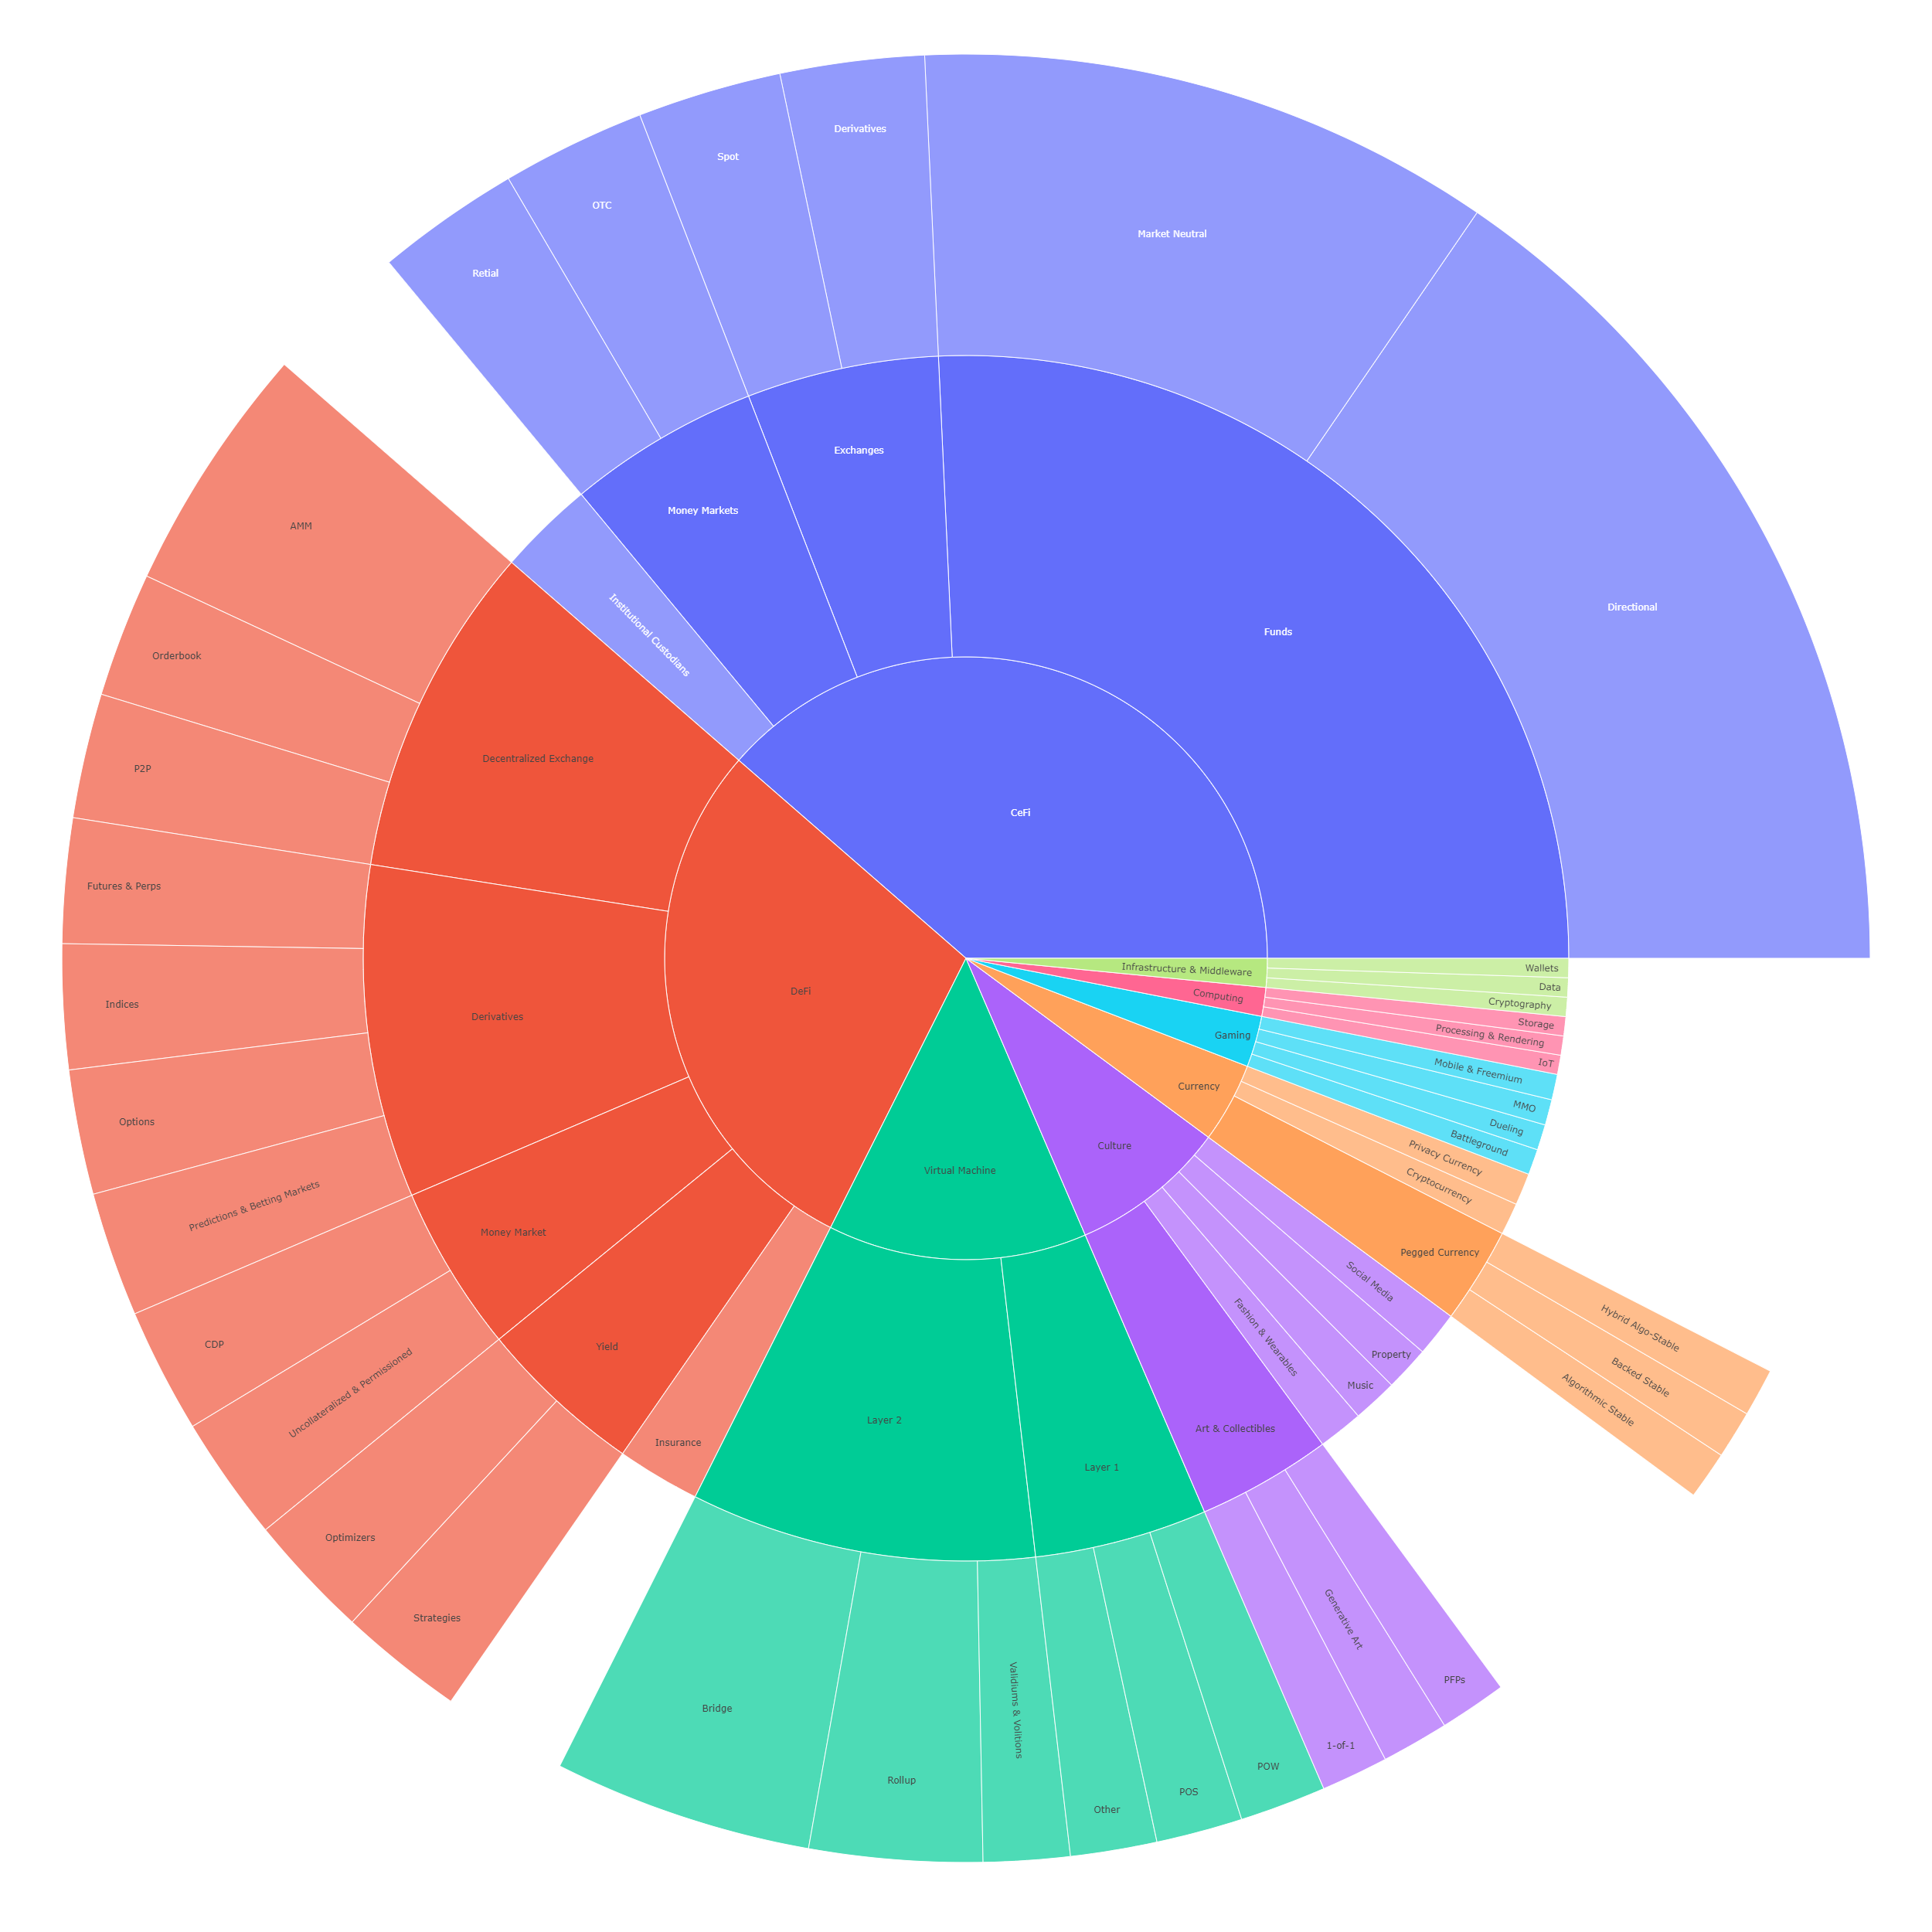 Derivatives
Spot
OTC
Retial
Market Neutral
Directional
Exchanges
Money Markets
Funds
Institutional Custodians
CeFi
AMM
Orderbook
P2P
Decentralized Exchange
Futures & Perps
Indices
Options
Predictions & Betting Markets
Derivatives
DeFi
CDP
Uncollateralized & Permissioned
Money Market
Optimizers
Strategies
Yield
Insurance
Virtual Machine
Layer 2
Layer 1
Bridge
Rollup
Validiums & Volitions
Other
POS
POW
Culture
Art & Collectibles
Fashion & Wearables
Music
Property
Social Media
1-of-1
Generative Art
PFPs
Currency
Privacy Currency
Cryptocurrency
Pegged Currency
Hybrid Algo-Stable
Backed Stable
Algorithmic Stable
Gaming
Mobile & Freemium
MMO
Dueling
Battleground
Computing
Storage
Processing & Rendering
IoT
Infrastructure & Middleware
Wallets
Data
Cryptography